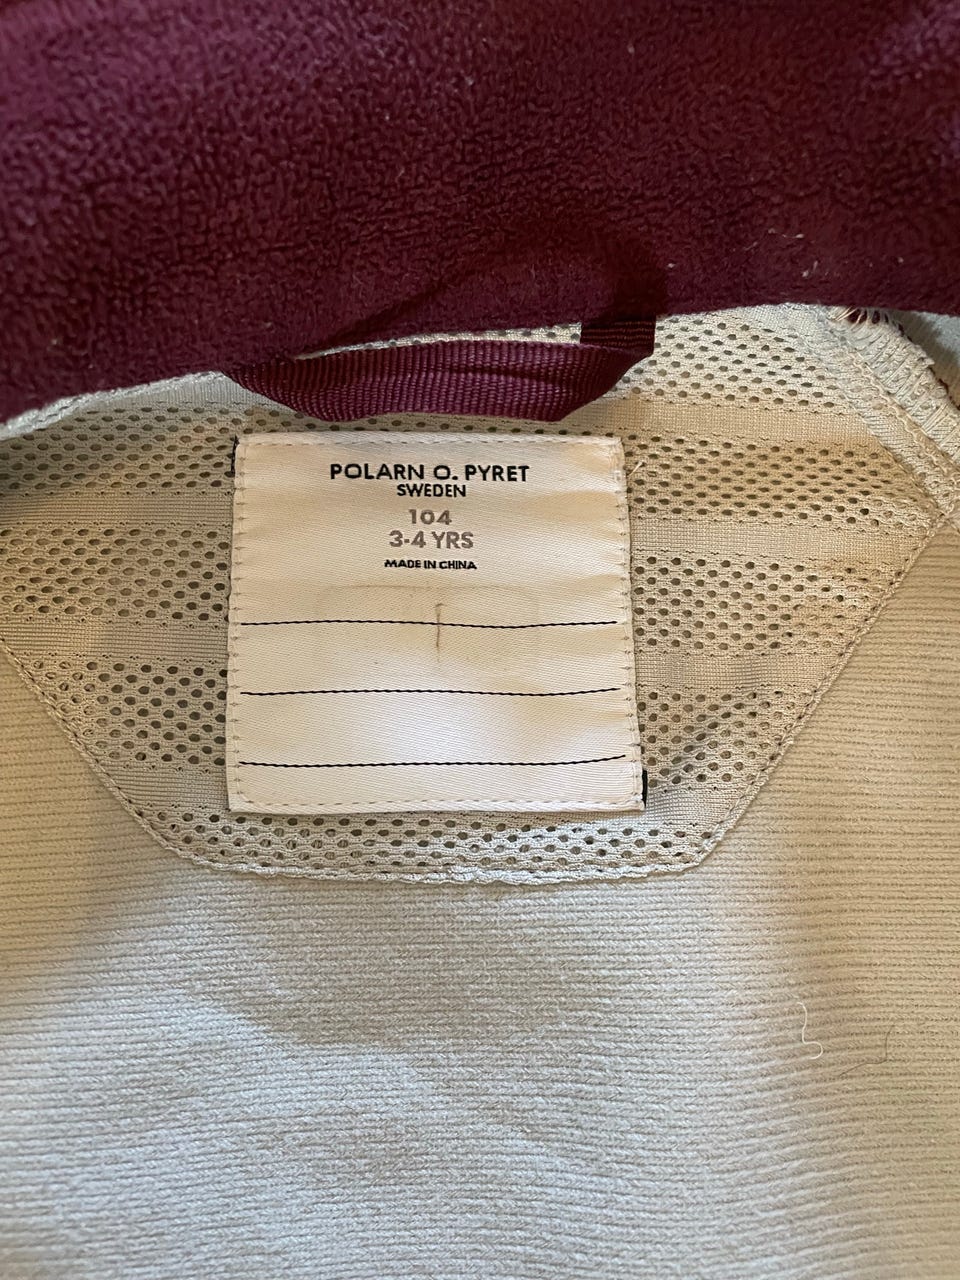 POLARN O. PYRET
SWEDEN
104
3-4 YRS
MADE IN CHINA